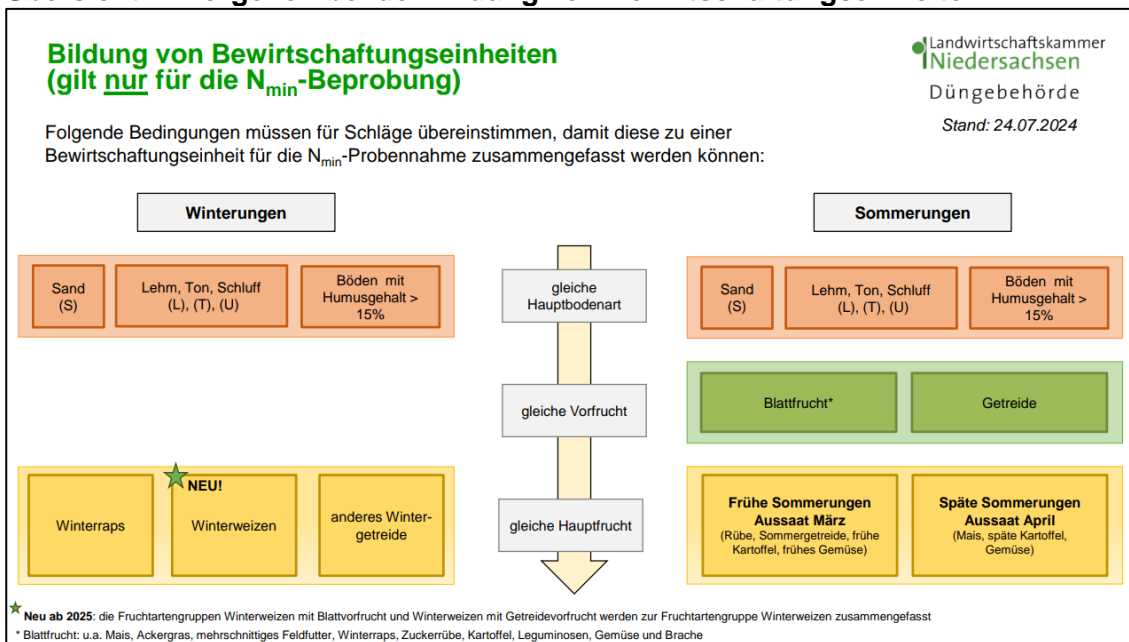 Bildung von Bewirtschaftungseinheiten
(gilt nur für die Nmin-Beprobung)
Landwirtschaftskammer
Niedersachsen
Düngebehörde
Stand: 24.07.2024
Folgende Bedingungen müssen für Schläge übereinstimmen, damit diese zu einer
Bewirtschaftungseinheit für die Nmin-Probennahme zusammengefasst werden können:
Winterungen
Sommerungen
Sand
(S)
Lehm, Ton, Schluff
(L), (T), (U)
Böden mit
Humusgehalt >
15%
gleiche
Hauptbodenart
Sand
(S)
Lehm, Ton, Schluff
(L), (T), (U)
Böden mit
Humusgehalt >
15%
gleiche Vorfrucht
Blattfrucht*
Getreide
Winterraps
NEU!
Winterweizen
anderes Winter-
getreide
gleiche Hauptfrucht
Frühe Sommerungen
Aussaat März
(Rübe, Sommergetreide, frühe
Kartoffel, frühes Gemüse)
Späte Sommerungen
Aussaat April
(Mais, späte Kartoffel,
Gemüse)
Neu ab 2025: die Fruchtartengruppen Winterweizen mit Blattvorfrucht und Winterweizen mit Getreidevorfrucht werden zur Fruchtartengruppe Winterweizen zusammengefasst
* Blattfrucht: u.a. Mais, Ackergras, mehrschnittiges Feldfutter, Winterraps, Zuckerrübe, Kartoffel, Leguminosen, Gemüse und Brache